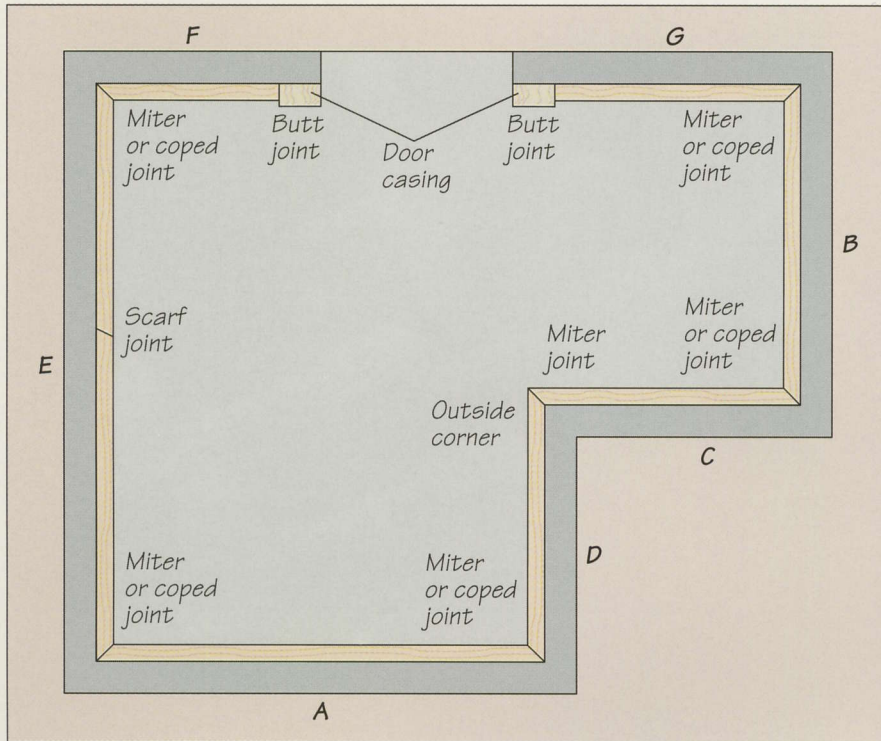 F
G
Miter
or coped
joint
Butt
joint
Door
casing
Butt
joint
Miter
or coped
joint
B
Scarf
joint
E
Miter
joint
Miter
or coped
joint
Outside
corner
C
D
Miter
or coped
joint
Miter
or coped
joint
A